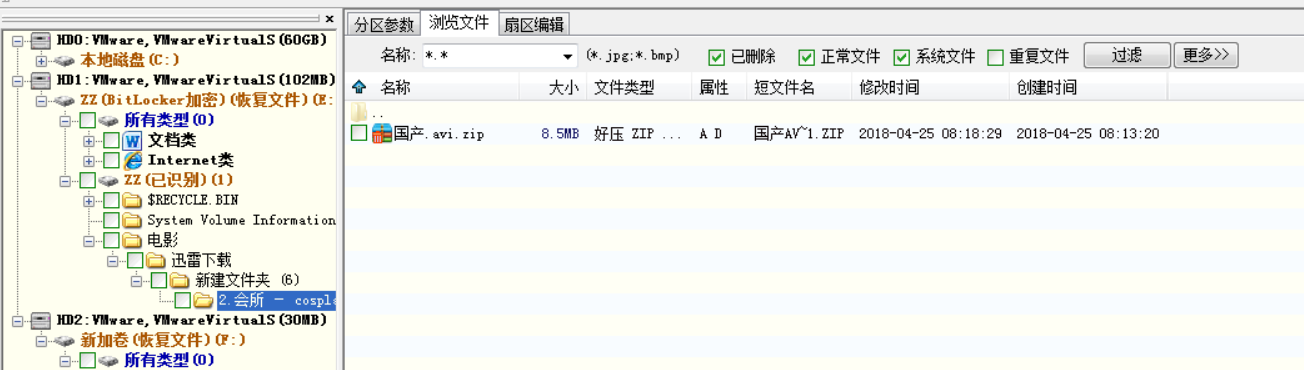 分区参数 浏览文件 扇区编辑
名称: *.* (*.jpg;*.bmp) 已删除 正常文件 系统文件 重复文件 过滤 更多>>
名称 大小 文件类型 属性 短文件名 修改时间 创建时间
..
国产.avi.zip 8.5MB 好压 ZIP ... A D 国产AV~1.ZIP 2018-04-25 08:18:29 2018-04-25 08:13:20
HD0:VMware,VMwareVirtualS(60GB)
本地磁盘(C:)
HD1:VMware,VMwareVirtualS(102MB)
ZZ(BitLocker加密)(恢复文件)(E:
所有类型(0)
文档类
Internet类
ZZ(已识别)(1)
$RECYCLE.BIN
System Volume Information
电影
迅雷下载
新建文件夹 (6)
2.会所 - cospla
HD2:VMware,VMwareVirtualS(30MB)
新加卷(恢复文件)(F:)
所有类型(0)